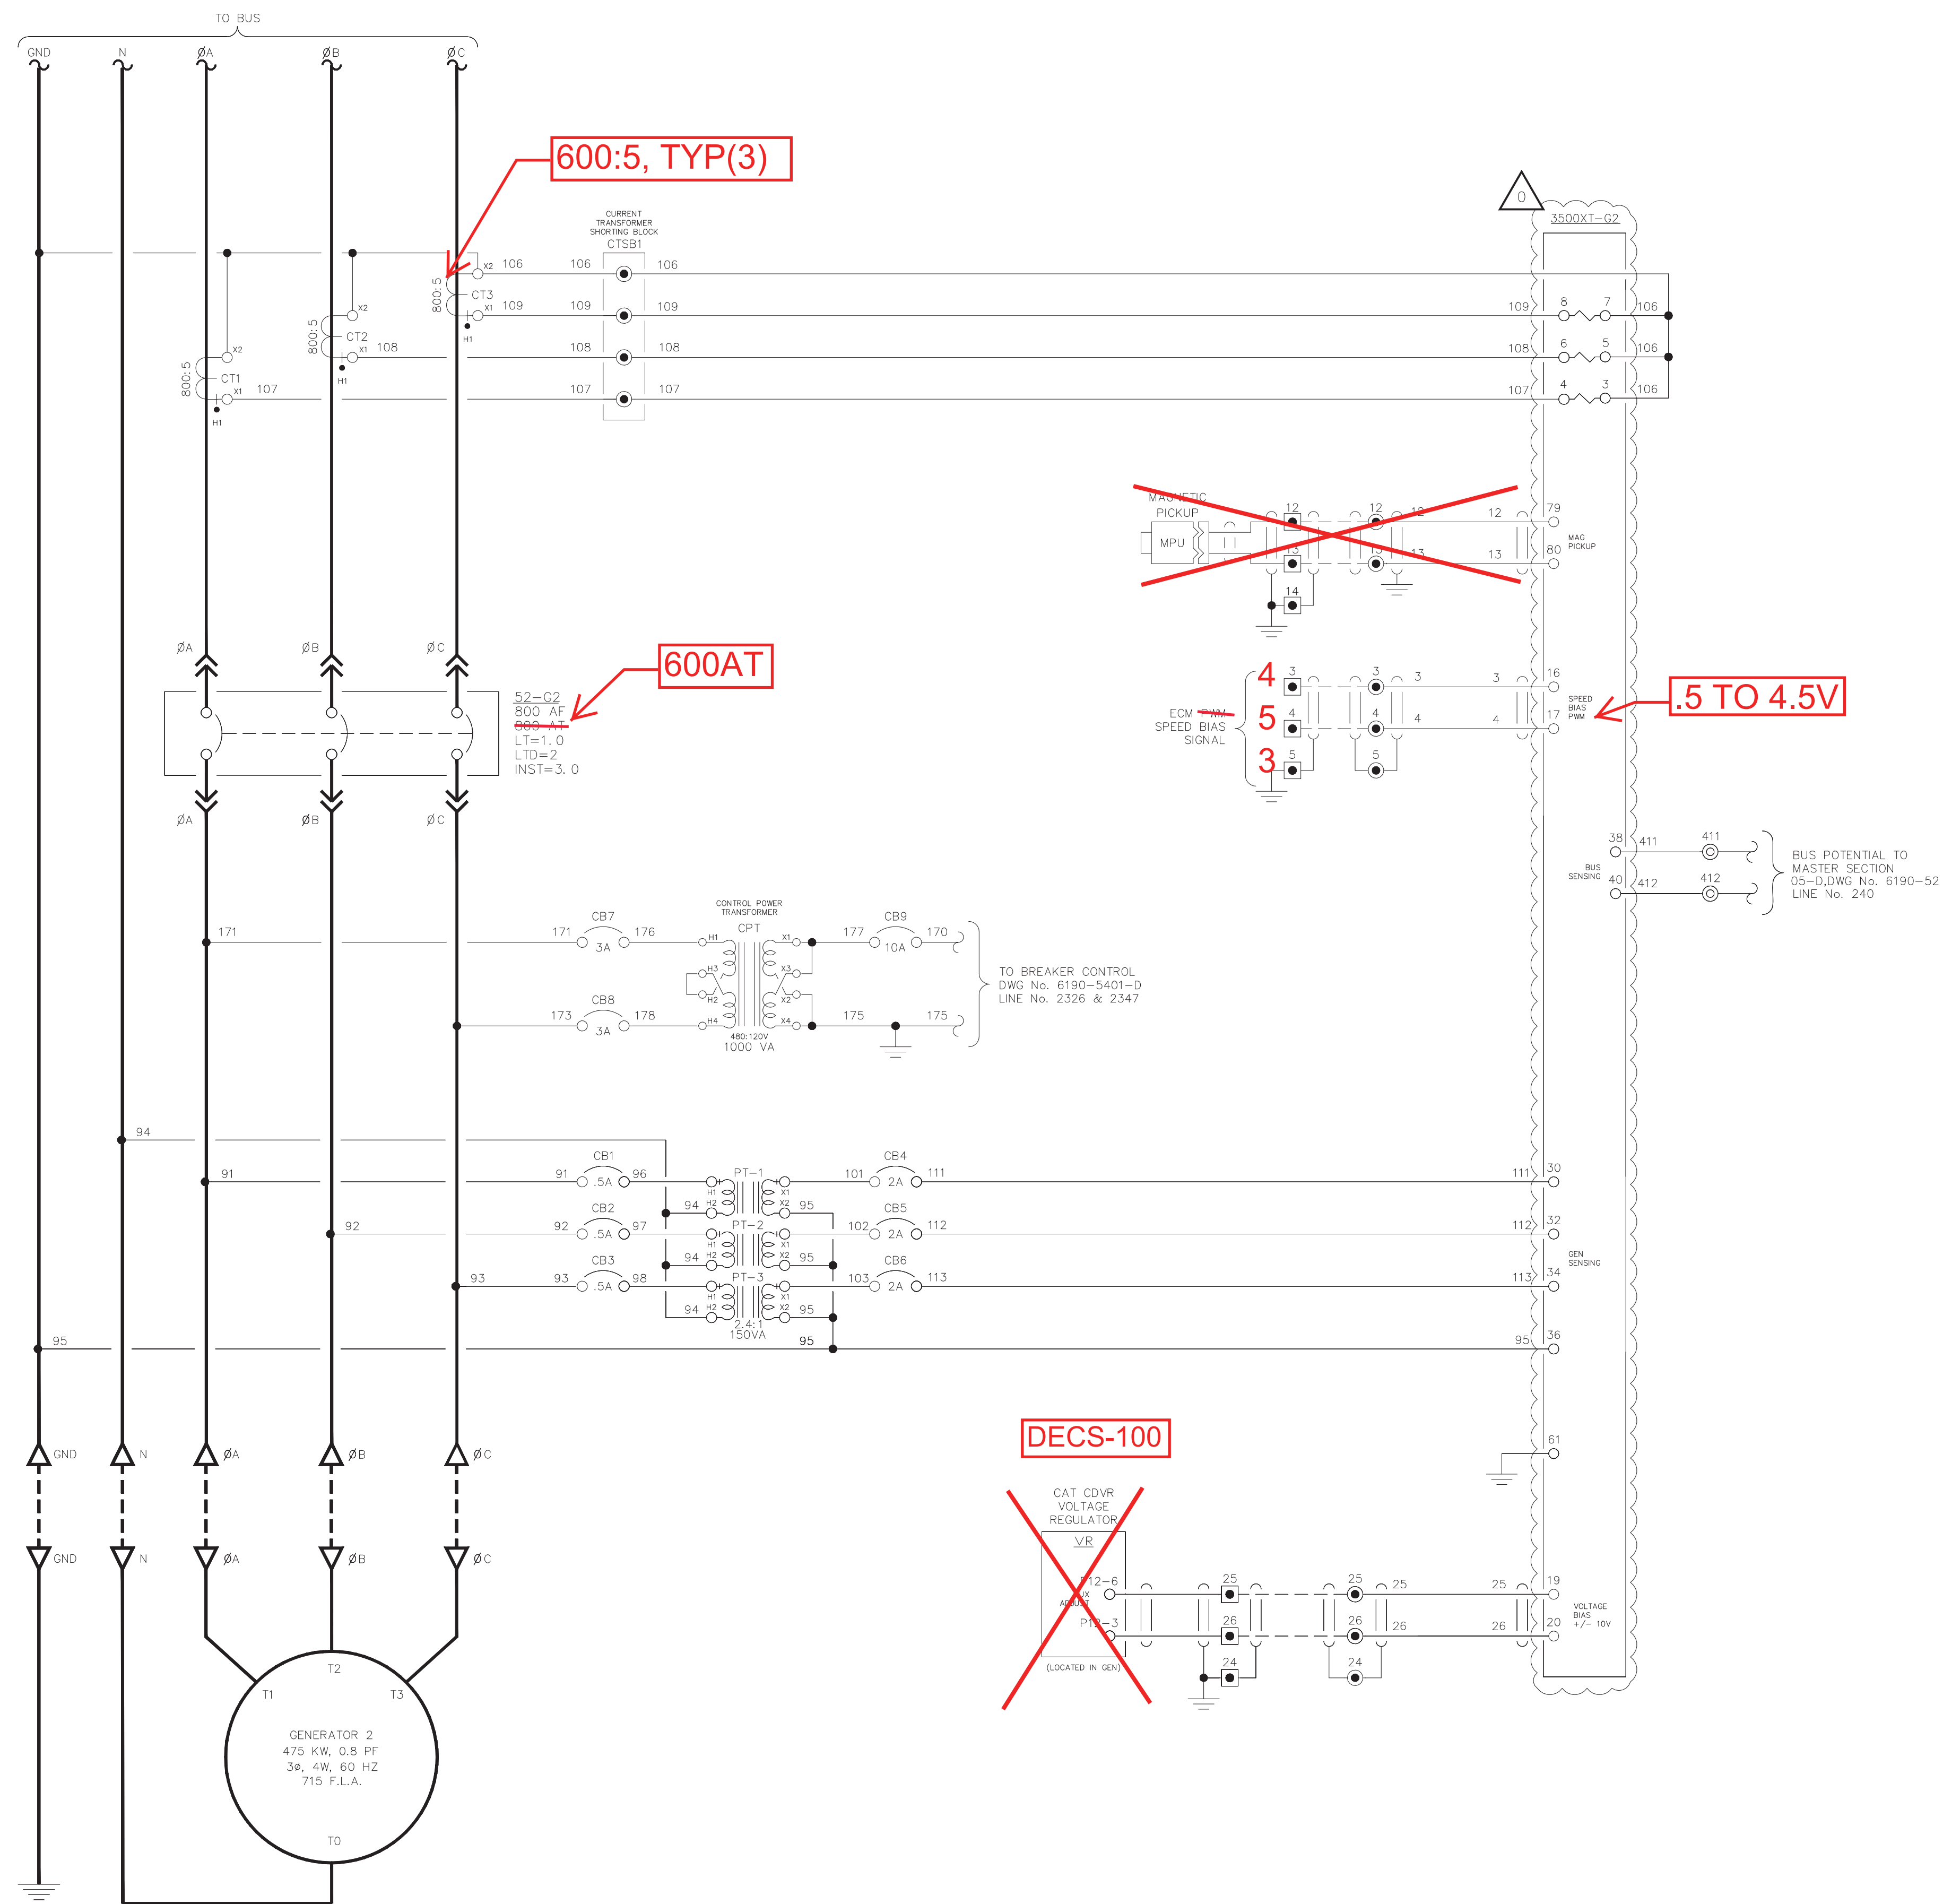 TO BUS
GND N ØA ØB ØC
600:5, TYP(3)
0
3500XT-G2
CURRENT
TRANSFORMER
SHORTING BLOCK
CTSB1
X2 106 106 106
800:5 CT3
X1 109 109 109 109 8 7 106
H1
X2
800:5 CT2
X1 108 108 108 108 6 5 106
H1
X2
800:5 CT1
X1 107 107 107 107 4 3 106
H1
MAGNETIC
PICKUP
MPU
12 12 12 12 79
13 13 13 13 80
MAG
PICKUP
14
ØA ØB ØC
600AT
52-G2
800 AF
800 AT
LT=1.0
LTD=2
INST=3.0
ØA ØB ØC
4 3 3 3 3 16
5 4 4 4 4 17
3 5 5
ECM PWM
SPEED BIAS
SIGNAL
SPEED
BIAS
PWM
.5 TO 4.5V
38 411 411
BUS
SENSING
40 412 412
BUS POTENTIAL TO
MASTER SECTION
05-D,DWG No. 6190-52
LINE No. 240
CONTROL POWER
TRANSFORMER
CPT
171 171 CB7 3A 176 H1 X1 177 CB9 10A 170
H3 X3
H2 X2
173 CB8 3A 178 H4 X4 175 175
480:120V
1000 VA
TO BREAKER CONTROL
DWG No. 6190-5401-D
LINE No. 2326 & 2347
94
91 91 CB1 .5A 96 PT-1 H1 X1 101 CB4 2A 111 111 30
94 H2 X2 95
92 92 CB2 .5A 97 PT-2 H1 X1 102 CB5 2A 112 112 32
94 H2 X2 95
93 93 CB3 .5A 98 PT-3 H1 X1 103 CB6 2A 113 113 34
94 H2 X2 95
GEN
SENSING
2.4:1
150VA
95 95 95 36
61
DECS-100
GND N ØA ØB ØC
GND N ØA ØB ØC
CAT CDVR
VOLTAGE
REGULATOR
VR
P12-6 25 25 25 25 19
AUX
ADJUST
P12-3 26 26 26 26 20
VOLTAGE
BIAS
+/- 10V
(LOCATED IN GEN)
24 24
T2
T1 T3
GENERATOR 2
475 KW, 0.8 PF
3ø, 4W, 60 HZ
715 F.L.A.
T0